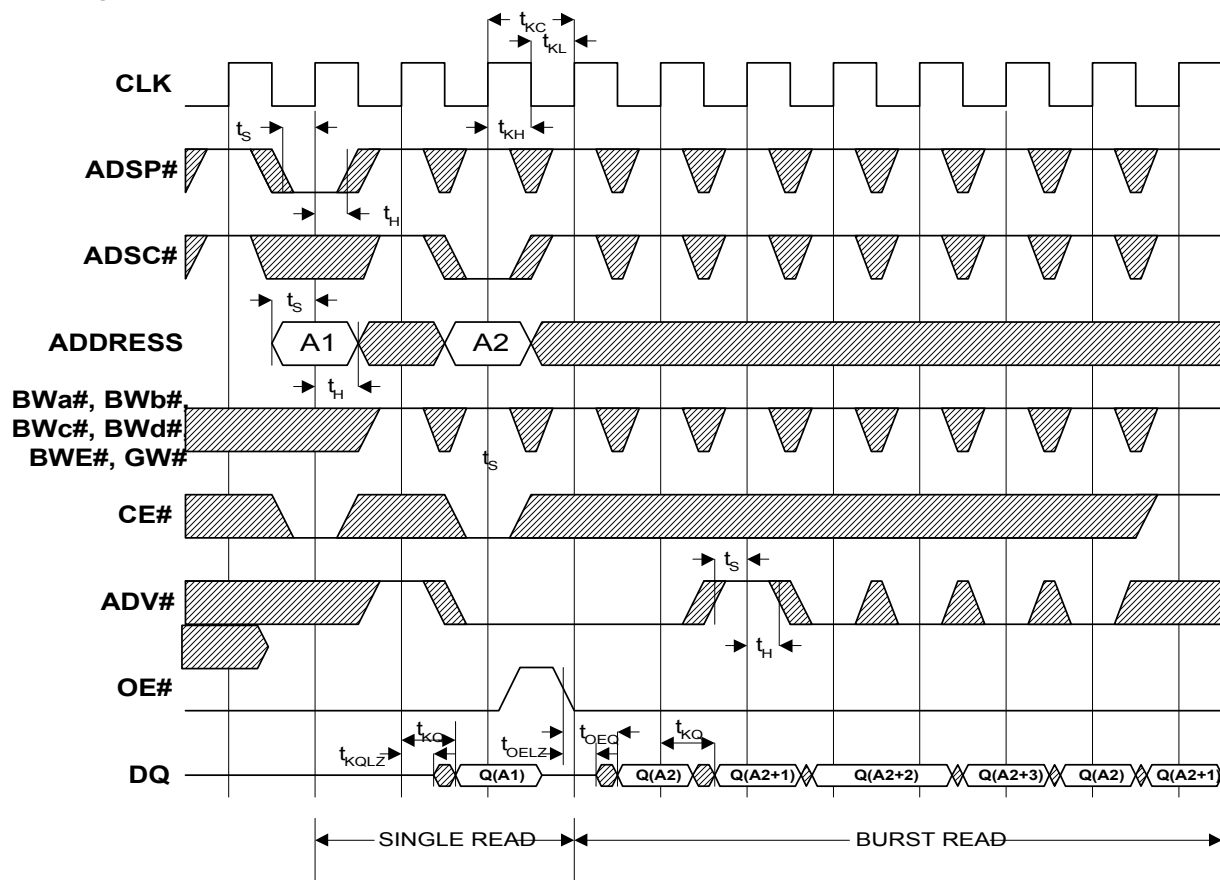 tKC
tKL
CLK
tS
tKH
ADSP#
tH
ADSC#
tS
ADDRESS
A1
A2
tH
BWa#, BWb#,
BWc#, BWd#
BWE#, GW#
tS
CE#
tS
ADV#
tH
OE#
tKQ
tOEQ
tKQ
tKQLZ
tOELZ
DQ
Q(A1)
Q(A2)
Q(A2+1)
Q(A2+2)
Q(A2+3)
Q(A2)
Q(A2+1)
SINGLE READ
BURST READ